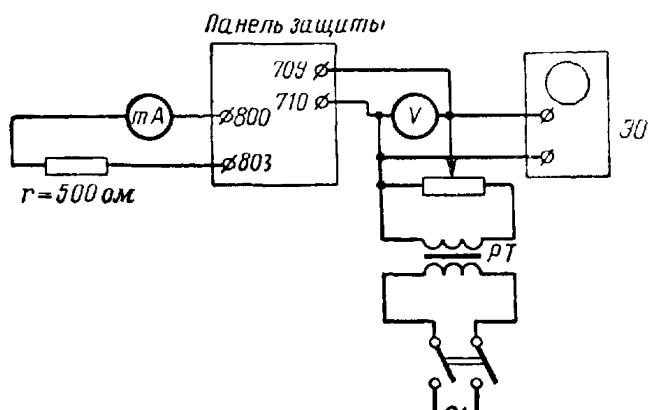 Панель защиты
709
710
mA
800
V
803
ЭО
r = 500 ом
РТ